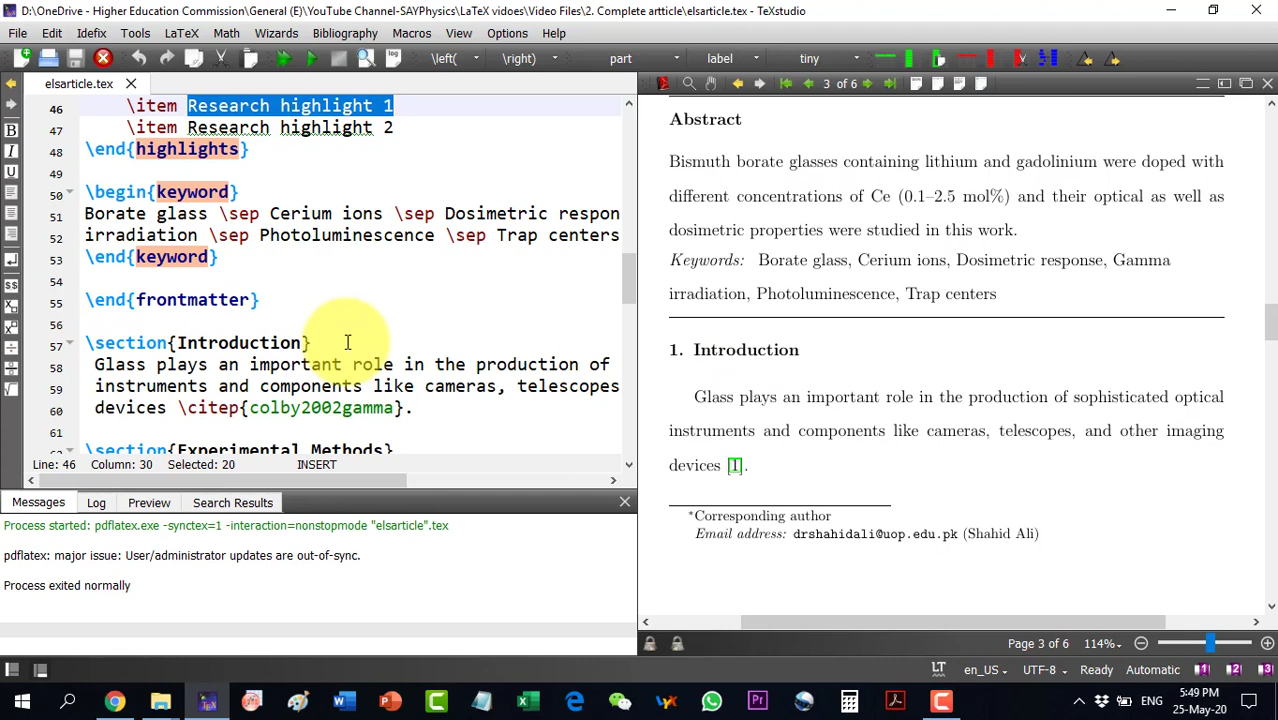 D:\OneDrive - Higher Education Commission\General (E)\YouTube Channel-SAYPhysics\LaTeX vidoes\Video Files\2. Complete artticle\elsarticle.tex - TeXstudio
File Edit Idefix Tools LaTeX Math Wizards Bibliography Macros View Options Help
\left( \right) part label tiny
elsarticle.tex
3 of 6
46 \item Research highlight 1
47 \item Research highlight 2
48 \end{highlights}
49
50 \begin{keyword}
51 Borate glass \sep Cerium ions \sep Dosimetric respon
52 irradiation \sep Photoluminescence \sep Trap centers
53 \end{keyword}
54
55 \end{frontmatter}
56
57 \section{Introduction}
58 Glass plays an important role in the production of
59 instruments and components like cameras, telescopes
60 devices \citep{colby2002gamma}.
61
62 \section{Experimental Methods}
Line: 46 Column: 30 Selected: 20 INSERT
Messages Log Preview Search Results
Process started: pdflatex.exe -synctex=1 -interaction=nonstopmode "elsarticle".tex
pdflatex: major issue: User/administrator updates are out-of-sync.
Process exited normally
Abstract
Bismuth borate glasses containing lithium and gadolinium were doped with
different concentrations of Ce (0.1–2.5 mol%) and their optical as well as
dosimetric properties were studied in this work.
Keywords: Borate glass, Cerium ions, Dosimetric response, Gamma
irradiation, Photoluminescence, Trap centers
1. Introduction
Glass plays an important role in the production of sophisticated optical
instruments and components like cameras, telescopes, and other imaging
devices [1].
*Corresponding author
Email address: drshahidali@uop.edu.pk (Shahid Ali)
Page 3 of 6 114%
LT en_US UTF-8 Ready Automatic 1 2 3
ENG
5:49 PM
25-May-20